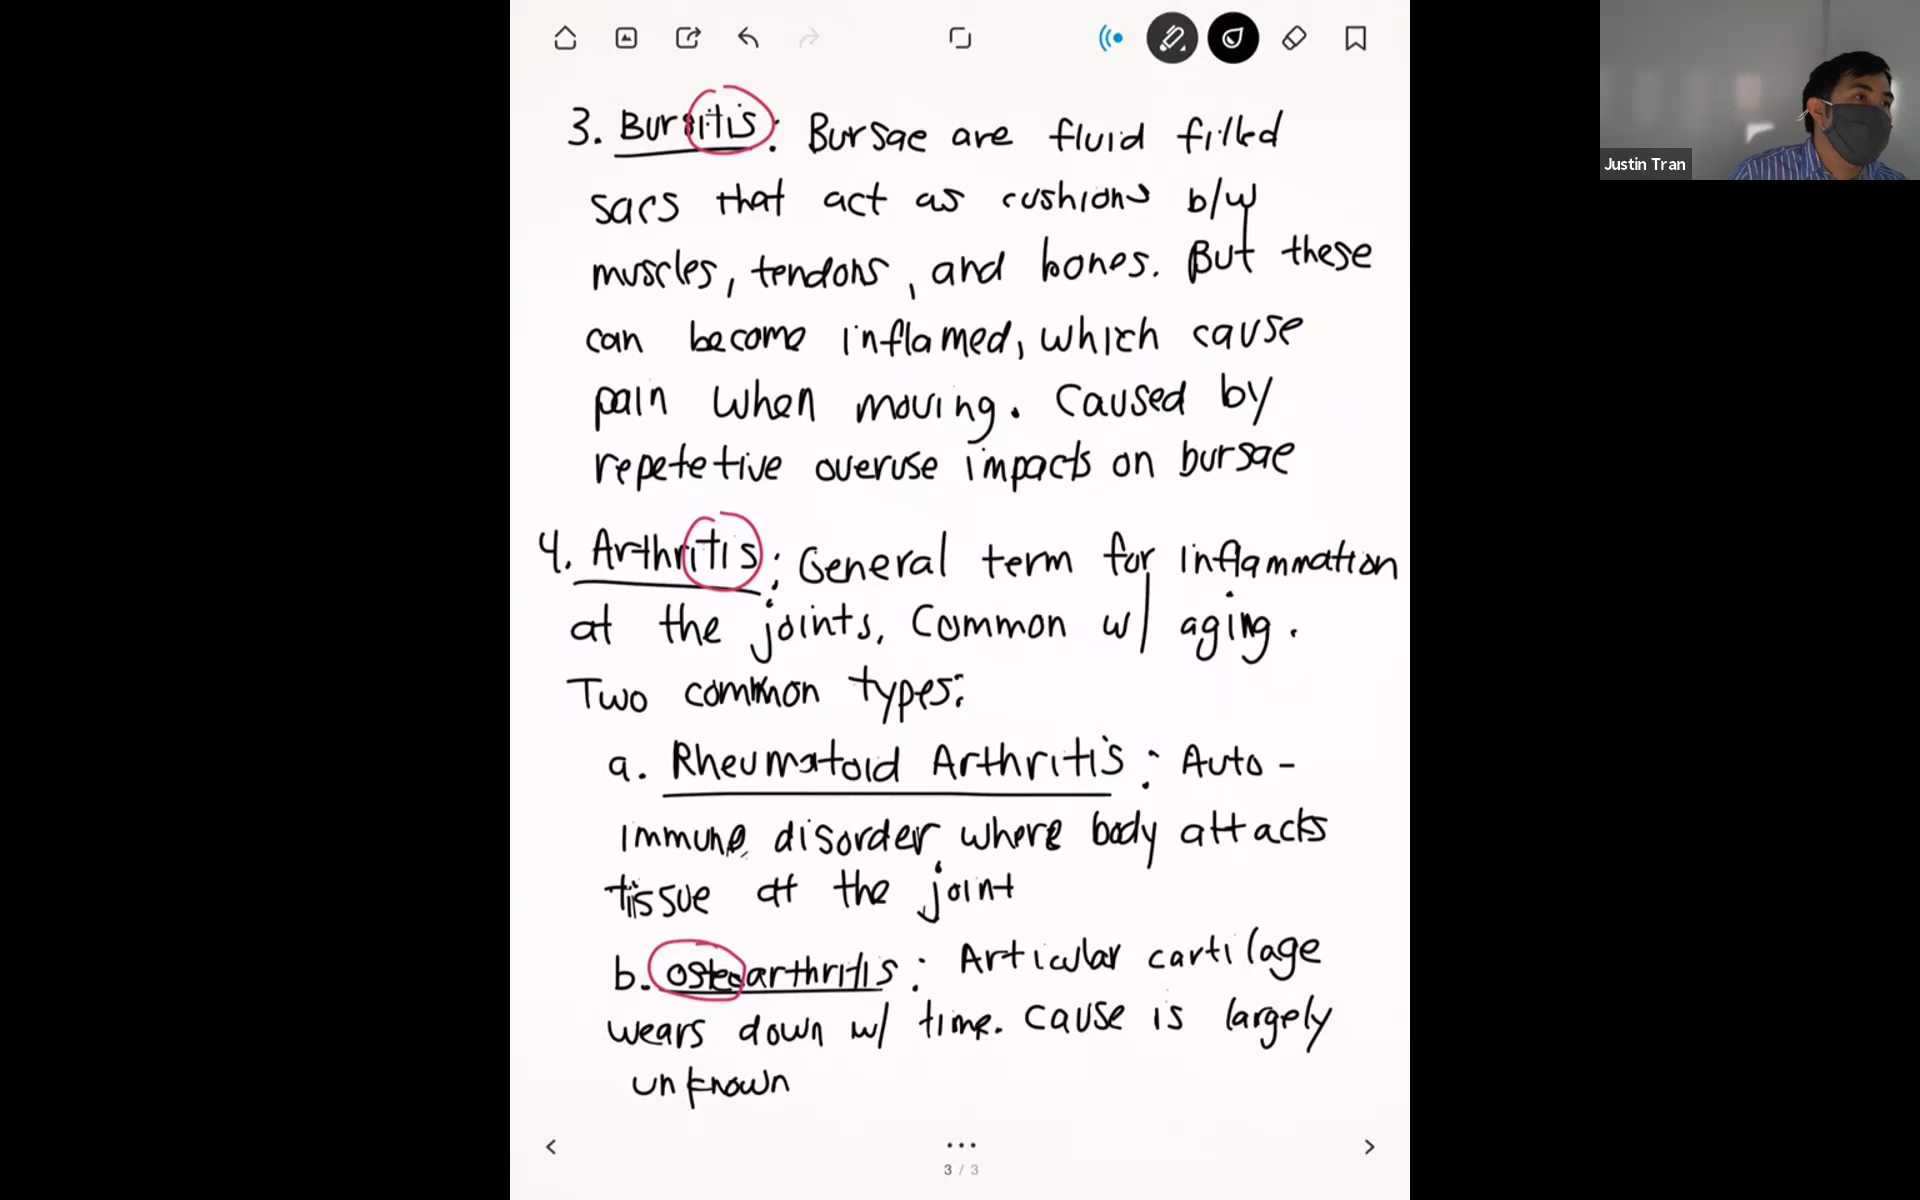 3. Bursitis: Bursae are fluid filled
sacs that act as cushions b/w
muscles, tendons, and bones. But these
can become inflamed, which cause
pain when moving. Caused by
repetetive overuse impacts on bursae
4. Arthritis: General term for inflammation
at the joints, Common w/ aging.
Two common types:
a. Rheumatoid Arthritis: Auto-
immune disorder where body attacks
tissue at the joint
b. osteoarthritis: Articular cartilage
wears down w/ time. Cause is largely
unknown
3 / 3
Justin Tran